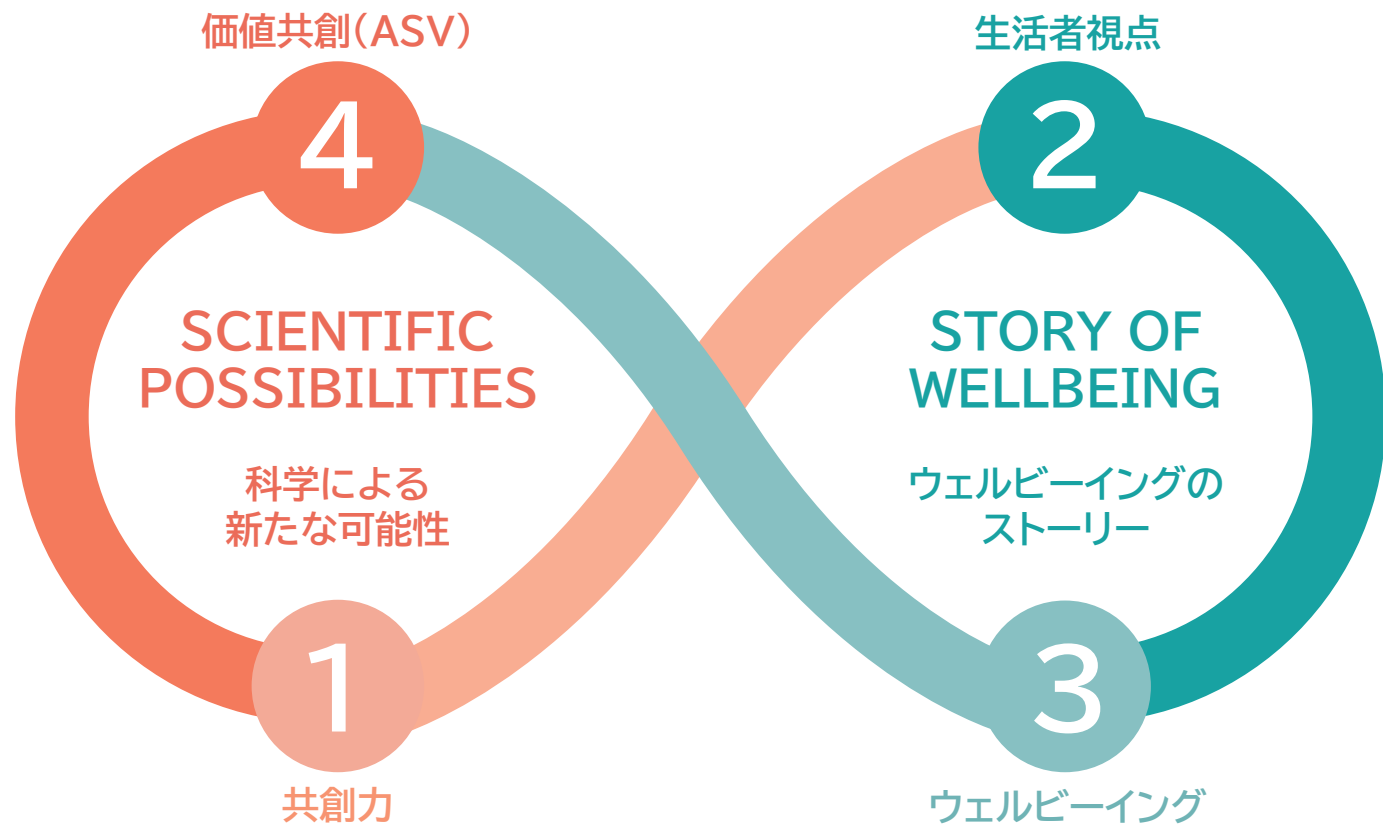 価値共創(ASV)
4
SCIENTIFIC
POSSIBILITIES
科学による
新たな可能性
1
共創力
生活者視点
2
STORY OF
WELLBEING
ウェルビーイングの
ストーリー
3
ウェルビーイング